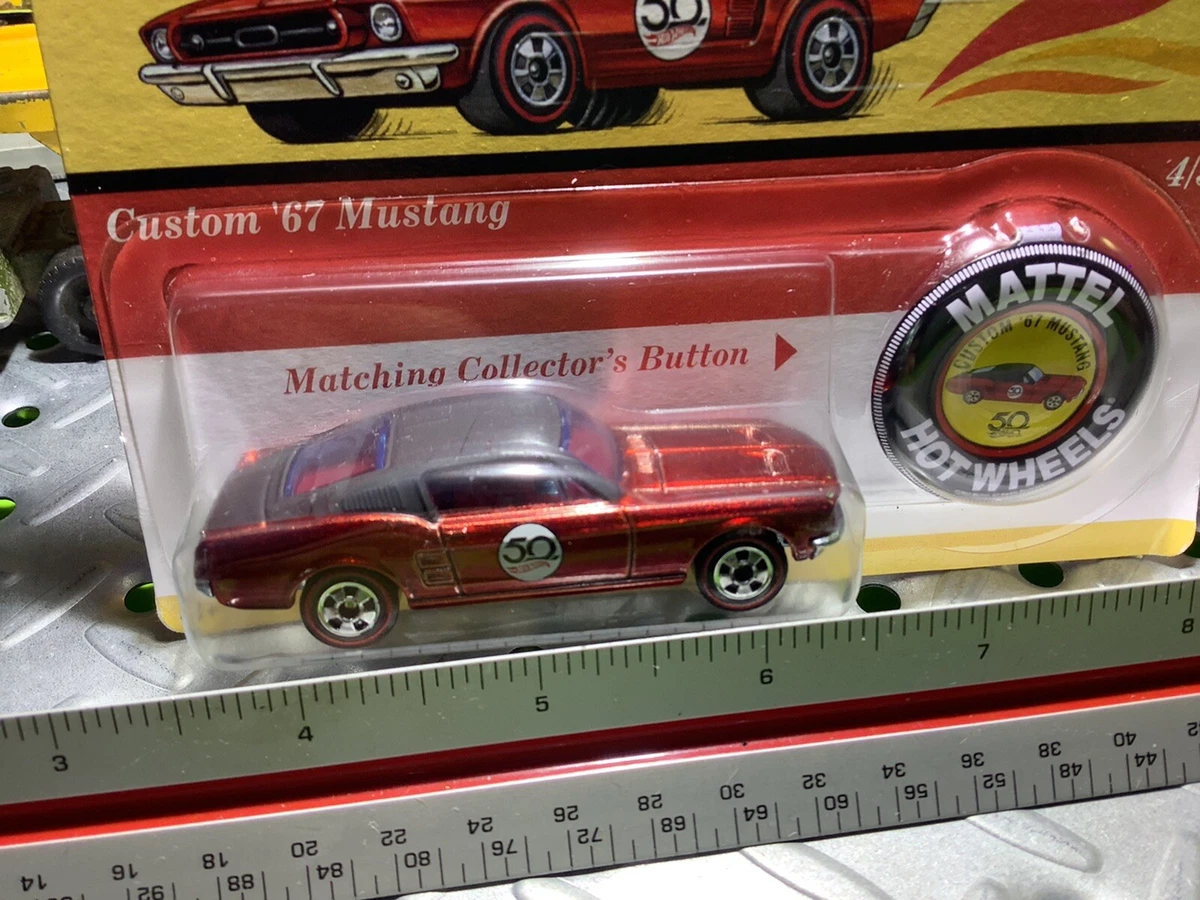 50
Custom '67 Mustang
Matching Collector's Button
MATTEL
CUSTOM '67 MUSTANG
50
HOT WHEELS
50
3 4 5 6 7 8
14 16 18 20 22 24 26 28 30 32 34 36 38 40
92 88 84 80 76 72 68 64 60 56 52 48 44